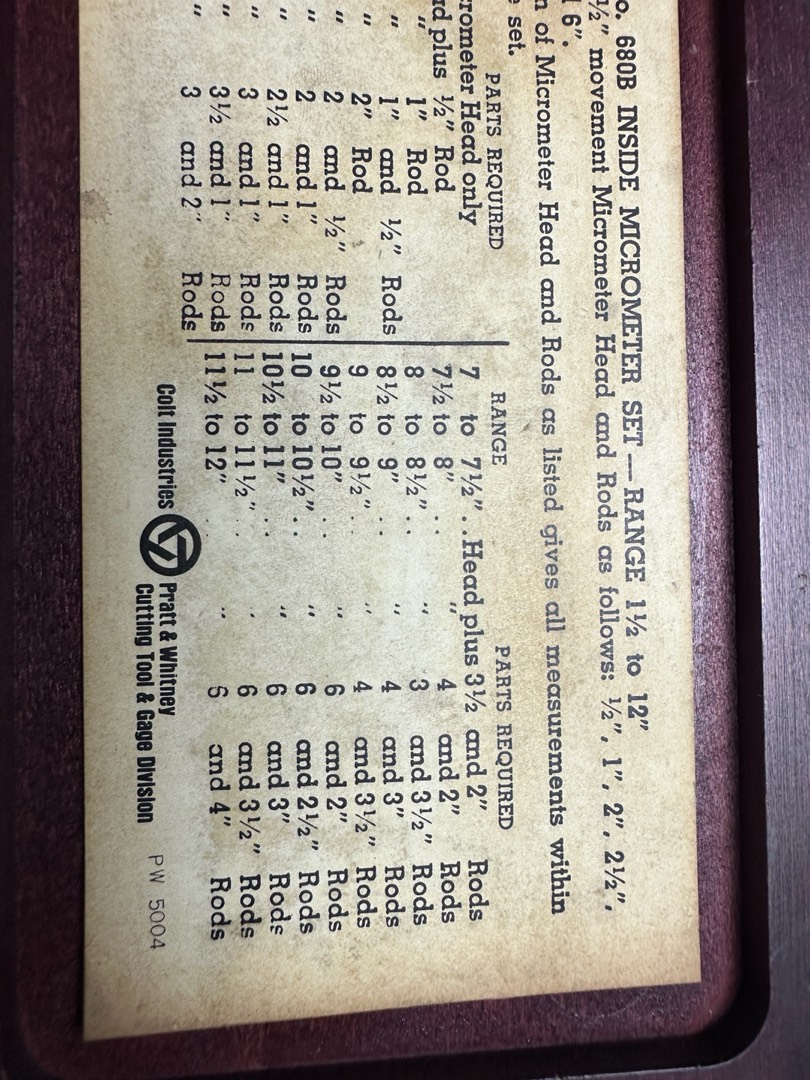 680B INSIDE MICROMETER SET—RANGE 1½ to 12"
½" movement Micrometer Head and Rods as follows: ½", 1", 2", 2½",
6".
of Micrometer Head and Rods as listed gives all measurements within
set.
PARTS REQUIRED RANGE PARTS REQUIRED
rometer Head only 7 to 7½" . . Head plus 3½ and 2" Rods
plus ½" Rod 7½ to 8" . . " 4 and 2" Rods
" 1" Rod 8 to 8½" . . " 3 and 3½" Rods
" 1" and ½" Rods 8½ to 9" . . " 4 and 3" Rods
" 2" Rod 9 to 9½" . . " 4 and 3½" Rods
" 2 and ½" Rods 9½ to 10" . . " 6 and 2" Rods
" 2 and 1" Rods 10 to 10½" . . " 6 and 2½" Rods
" 2½ and 1" Rods 10½ to 11" . . " 6 and 3" Rods
" 3 and 1" Rods 11 to 11½" . . " 6 and 3½" Rods
" 3½ and 1" Rods 11½ to 12" . . " 6 and 4" Rods
" 3 and 2" Rods
Colt Industries Pratt & Whitney
Cutting Tool & Gage Division
PW 5004